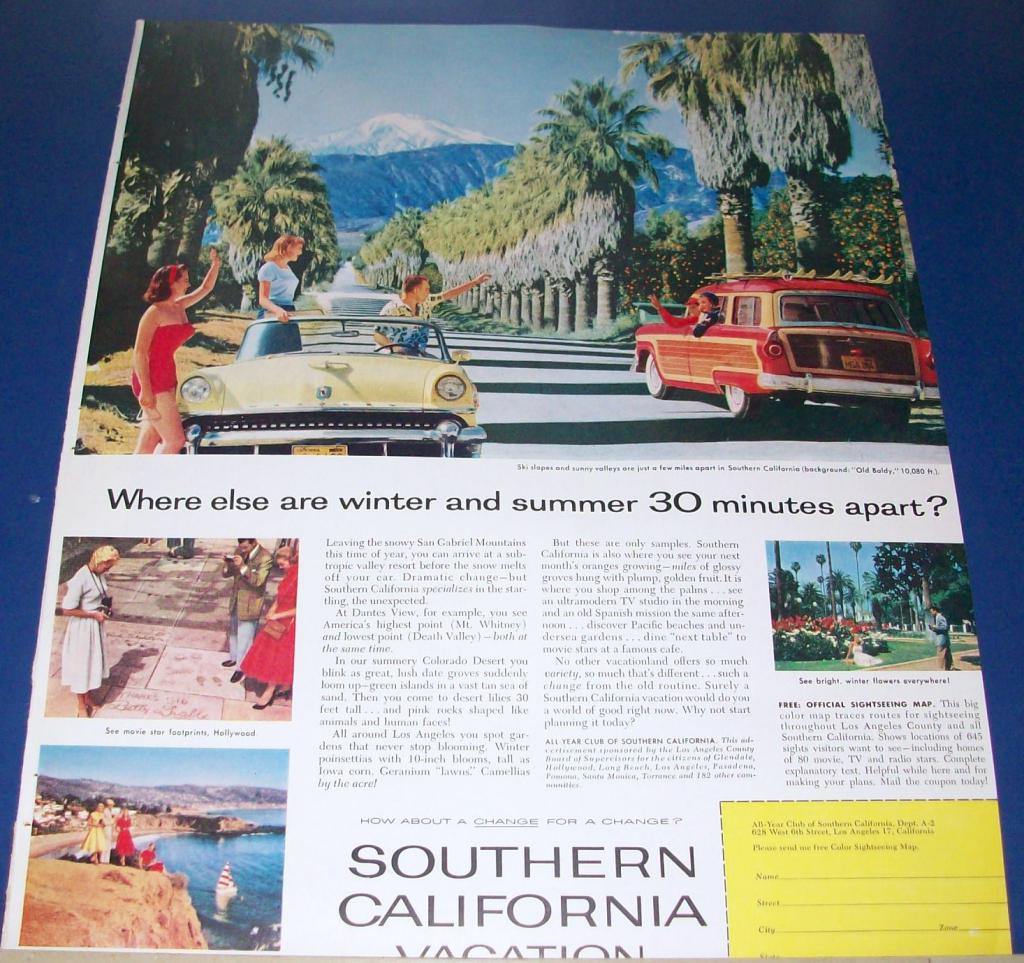 Ski slopes and sunny valleys are just a few miles apart in Southern California (background: "Old Baldy," 10,080 ft.).
Where else are winter and summer 30 minutes apart?
Leaving the snowy San Gabriel Mountains
this time of year, you can arrive at a sub-
tropic valley resort before the snow melts
off your car. Dramatic change—but
Southern California specializes in the star-
tling, the unexpected.
At Dantes View, for example, you see
America's highest point (Mt. Whitney)
and lowest point (Death Valley)—both at
the same time.
In our summery Colorado Desert you
blink as great, lush date groves suddenly
loom up—green islands in a vast tan sea of
sand. Then you come to desert lilies 30
feet tall...and pink rocks shaped like
animals and human faces!
All around Los Angeles you spot gar-
dens that never stop blooming. Winter
poinsettias with 10-inch blooms, tall as
Iowa corn. Geranium "lawns." Camellias
by the acre!
But these are only samples. Southern
California is also where you see your next
month's oranges growing—miles of glossy
groves hung with plump, golden fruit. It is
where you shop among the palms...see
an ultramodern TV studio in the morning
and an old Spanish mission the same after-
noon...discover Pacific beaches and un-
dersea gardens...dine "next table" to
movie stars at a famous cafe.
No other vacationland offers so much
variety, so much that's different...such a
change from the old routine. Surely a
Southern California vacation would do you
a world of good right now. Why not start
planning it today?
ALL-YEAR CLUB OF SOUTHERN CALIFORNIA. This ad-
vertisement sponsored by the Los Angeles County
Board of Supervisors for the citizens of Glendale,
Hollywood, Long Beach, Los Angeles, Pasadena,
Pomona, Santa Monica, Torrance and 182 other com-
munities.
See movie star footprints, Hollywood.
See bright, winter flowers everywhere!
FREE: OFFICIAL SIGHTSEEING MAP. This big
color map traces routes for sightseeing
throughout Los Angeles County and all
Southern California. Shows locations of 645
sights visitors want to see—including homes
of 80 movie, TV and radio stars. Complete
explanatory text. Helpful while here and for
making your plans. Mail the coupon today!
HOW ABOUT A CHANGE FOR A CHANGE?
SOUTHERN
CALIFORNIA
VACATION
All-Year Club of Southern California, Dept. A-2
628 West 6th Street, Los Angeles 17, California
Please send me free Color Sightseeing Map.
Name
Street
City Zone
State